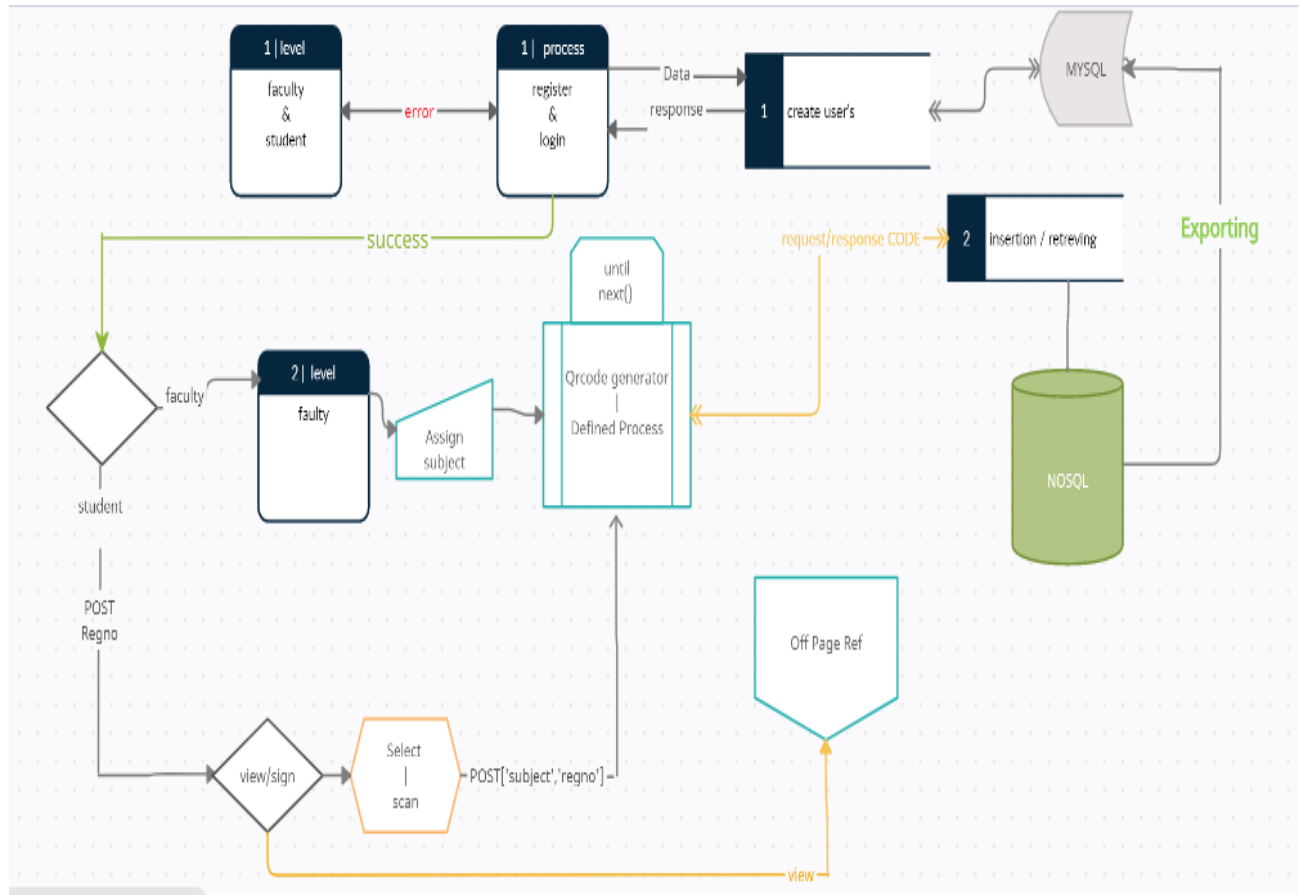 1 | level
faculty
&
student
error
1 | process
register
&
login
Data
response
1
create user's
MYSQL
success
request/response CODE
2
insertion / retreving
Exporting
until
next()
Qrcode generator
|
Defined Process
faculty
2 | level
faulty
Assign
subject
NOSQL
student
POST
Regno
Off Page Ref
view/sign
Select
|
scan
POST['subject','regno']
view